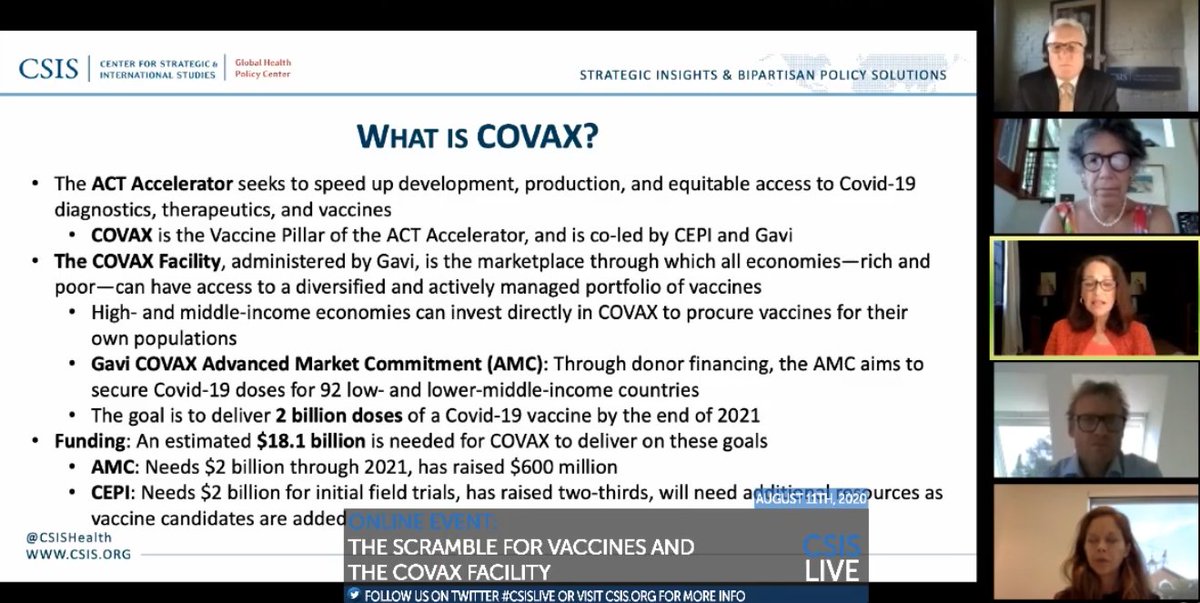 CSIS
CENTER FOR STRATEGIC &
INTERNATIONAL STUDIES
Global Health
Policy Center
STRATEGIC INSIGHTS & BIPARTISAN POLICY SOLUTIONS
WHAT IS COVAX?
• The ACT Accelerator seeks to speed up development, production, and equitable access to Covid-19
diagnostics, therapeutics, and vaccines
• COVAX is the Vaccine Pillar of the ACT Accelerator, and is co-led by CEPI and Gavi
• The COVAX Facility, administered by Gavi, is the marketplace through which all economies—rich and
poor—can have access to a diversified and actively managed portfolio of vaccines
• High- and middle-income economies can invest directly in COVAX to procure vaccines for their
own populations
• Gavi COVAX Advanced Market Commitment (AMC): Through donor financing, the AMC aims to
secure Covid-19 doses for 92 low- and lower-middle-income countries
• The goal is to deliver 2 billion doses of a Covid-19 vaccine by the end of 2021
• Funding: An estimated $18.1 billion is needed for COVAX to deliver on these goals
• AMC: Needs $2 billion through 2021, has raised $600 million
• CEPI: Needs $2 billion for initial field trials, has raised two-thirds, will need additional resources as
vaccine candidates are added
@CSISHealth
WWW.CSIS.ORG
AUGUST 11TH, 2020
ONLINE EVENT:
THE SCRAMBLE FOR VACCINES AND
THE COVAX FACILITY
CSIS
LIVE
FOLLOW US ON TWITTER #CSISLIVE OR VISIT CSIS.ORG FOR MORE INFO
CSIS